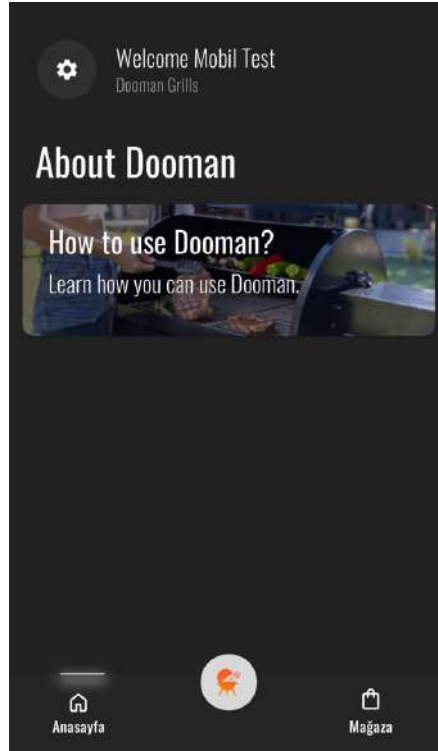 Welcome Mobil Test
Dooman Grills
About Dooman
How to use Dooman?
Learn how you can use Dooman.
Anasayfa
Mağaza